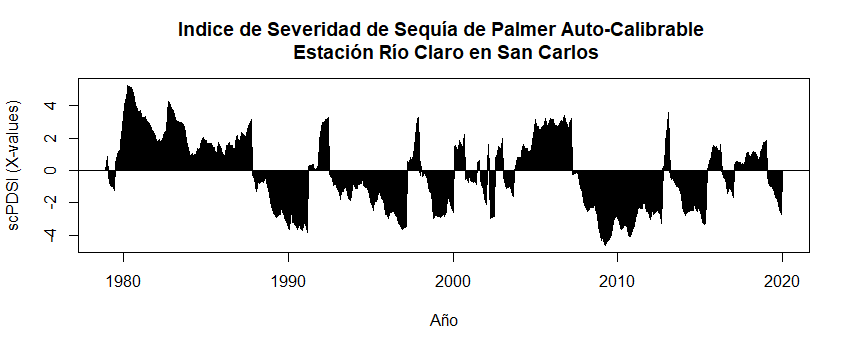 Indice de Severidad de Sequía de Palmer Auto-Calibrable
Estación Río Claro en San Carlos
scPDSI (X-values)
4
2
0
-2
-4
1980 1990 2000 2010 2020
Año